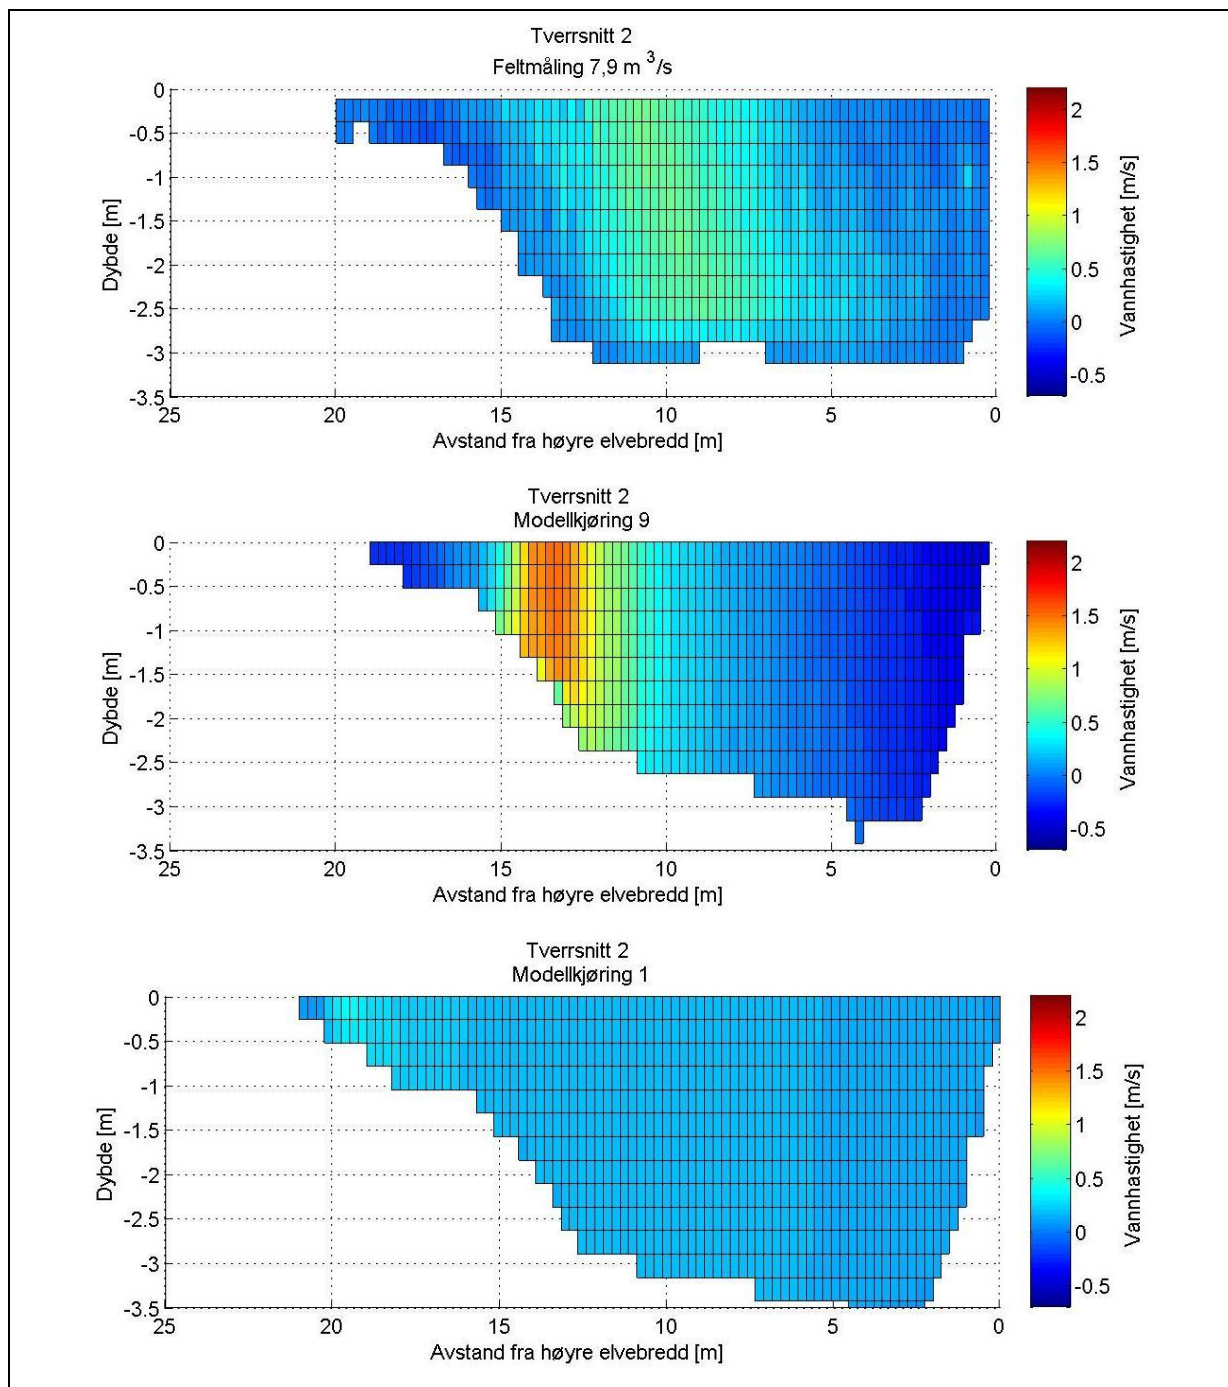 Tverrsnitt 2
Feltmåling 7,9 m ³/s
0
-0.5
-1
-1.5
-2
-2.5
-3
-3.5
Dybde [m]
25 20 15 10 5 0
Avstand fra høyre elvebredd [m]
2
1.5
1
0.5
0
-0.5
Vannhastighet [m/s]
Tverrsnitt 2
Modellkjøring 9
0
-0.5
-1
-1.5
-2
-2.5
-3
-3.5
Dybde [m]
25 20 15 10 5 0
Avstand fra høyre elvebredd [m]
2
1.5
1
0.5
0
-0.5
Vannhastighet [m/s]
Tverrsnitt 2
Modellkjøring 1
0
-0.5
-1
-1.5
-2
-2.5
-3
-3.5
Dybde [m]
25 20 15 10 5 0
Avstand fra høyre elvebredd [m]
2
1.5
1
0.5
0
-0.5
Vannhastighet [m/s]